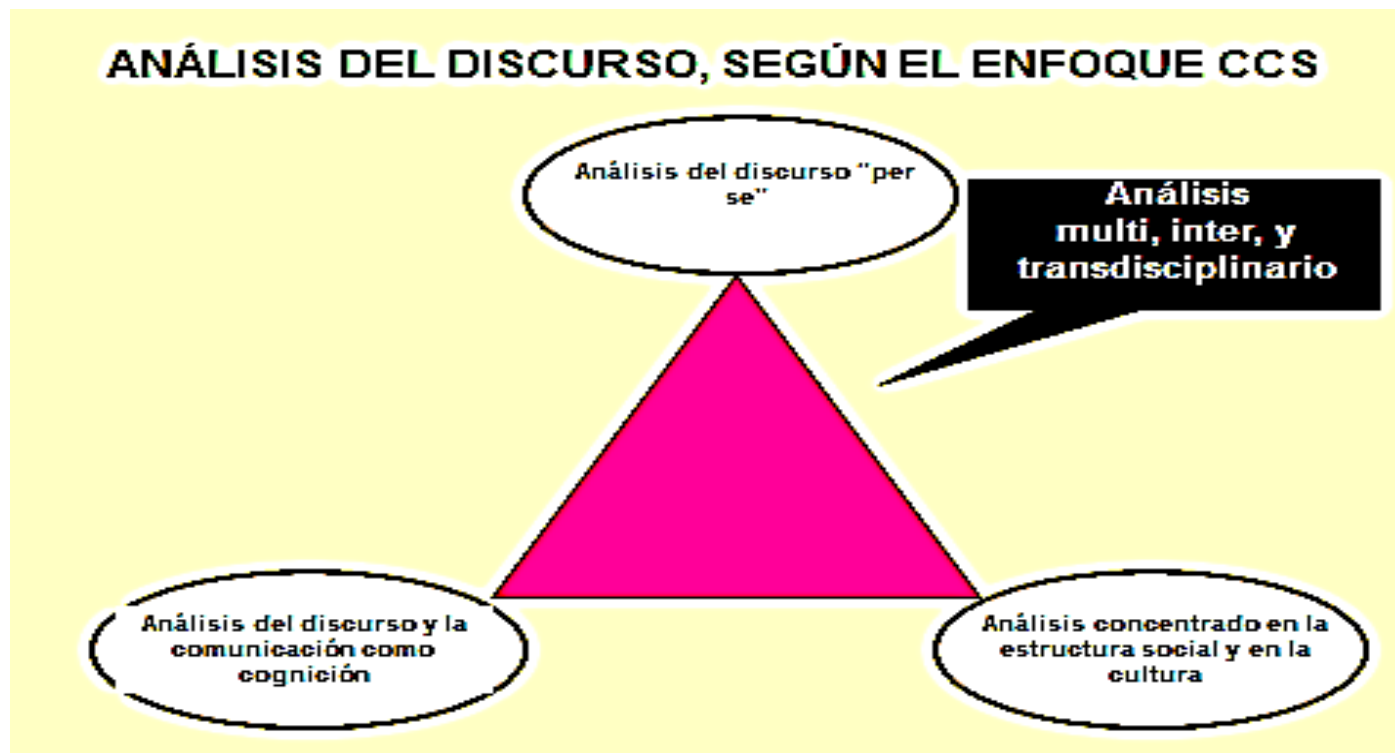 ANÁLISIS DEL DISCURSO, SEGÚN EL ENFOQUE CCS
Análisis del discurso "per
se"
Análisis
multi, inter, y
transdisciplinario
Análisis del discurso y la
comunicación como
cognición
Análisis concentrado en la
estructura social y en la
cultura